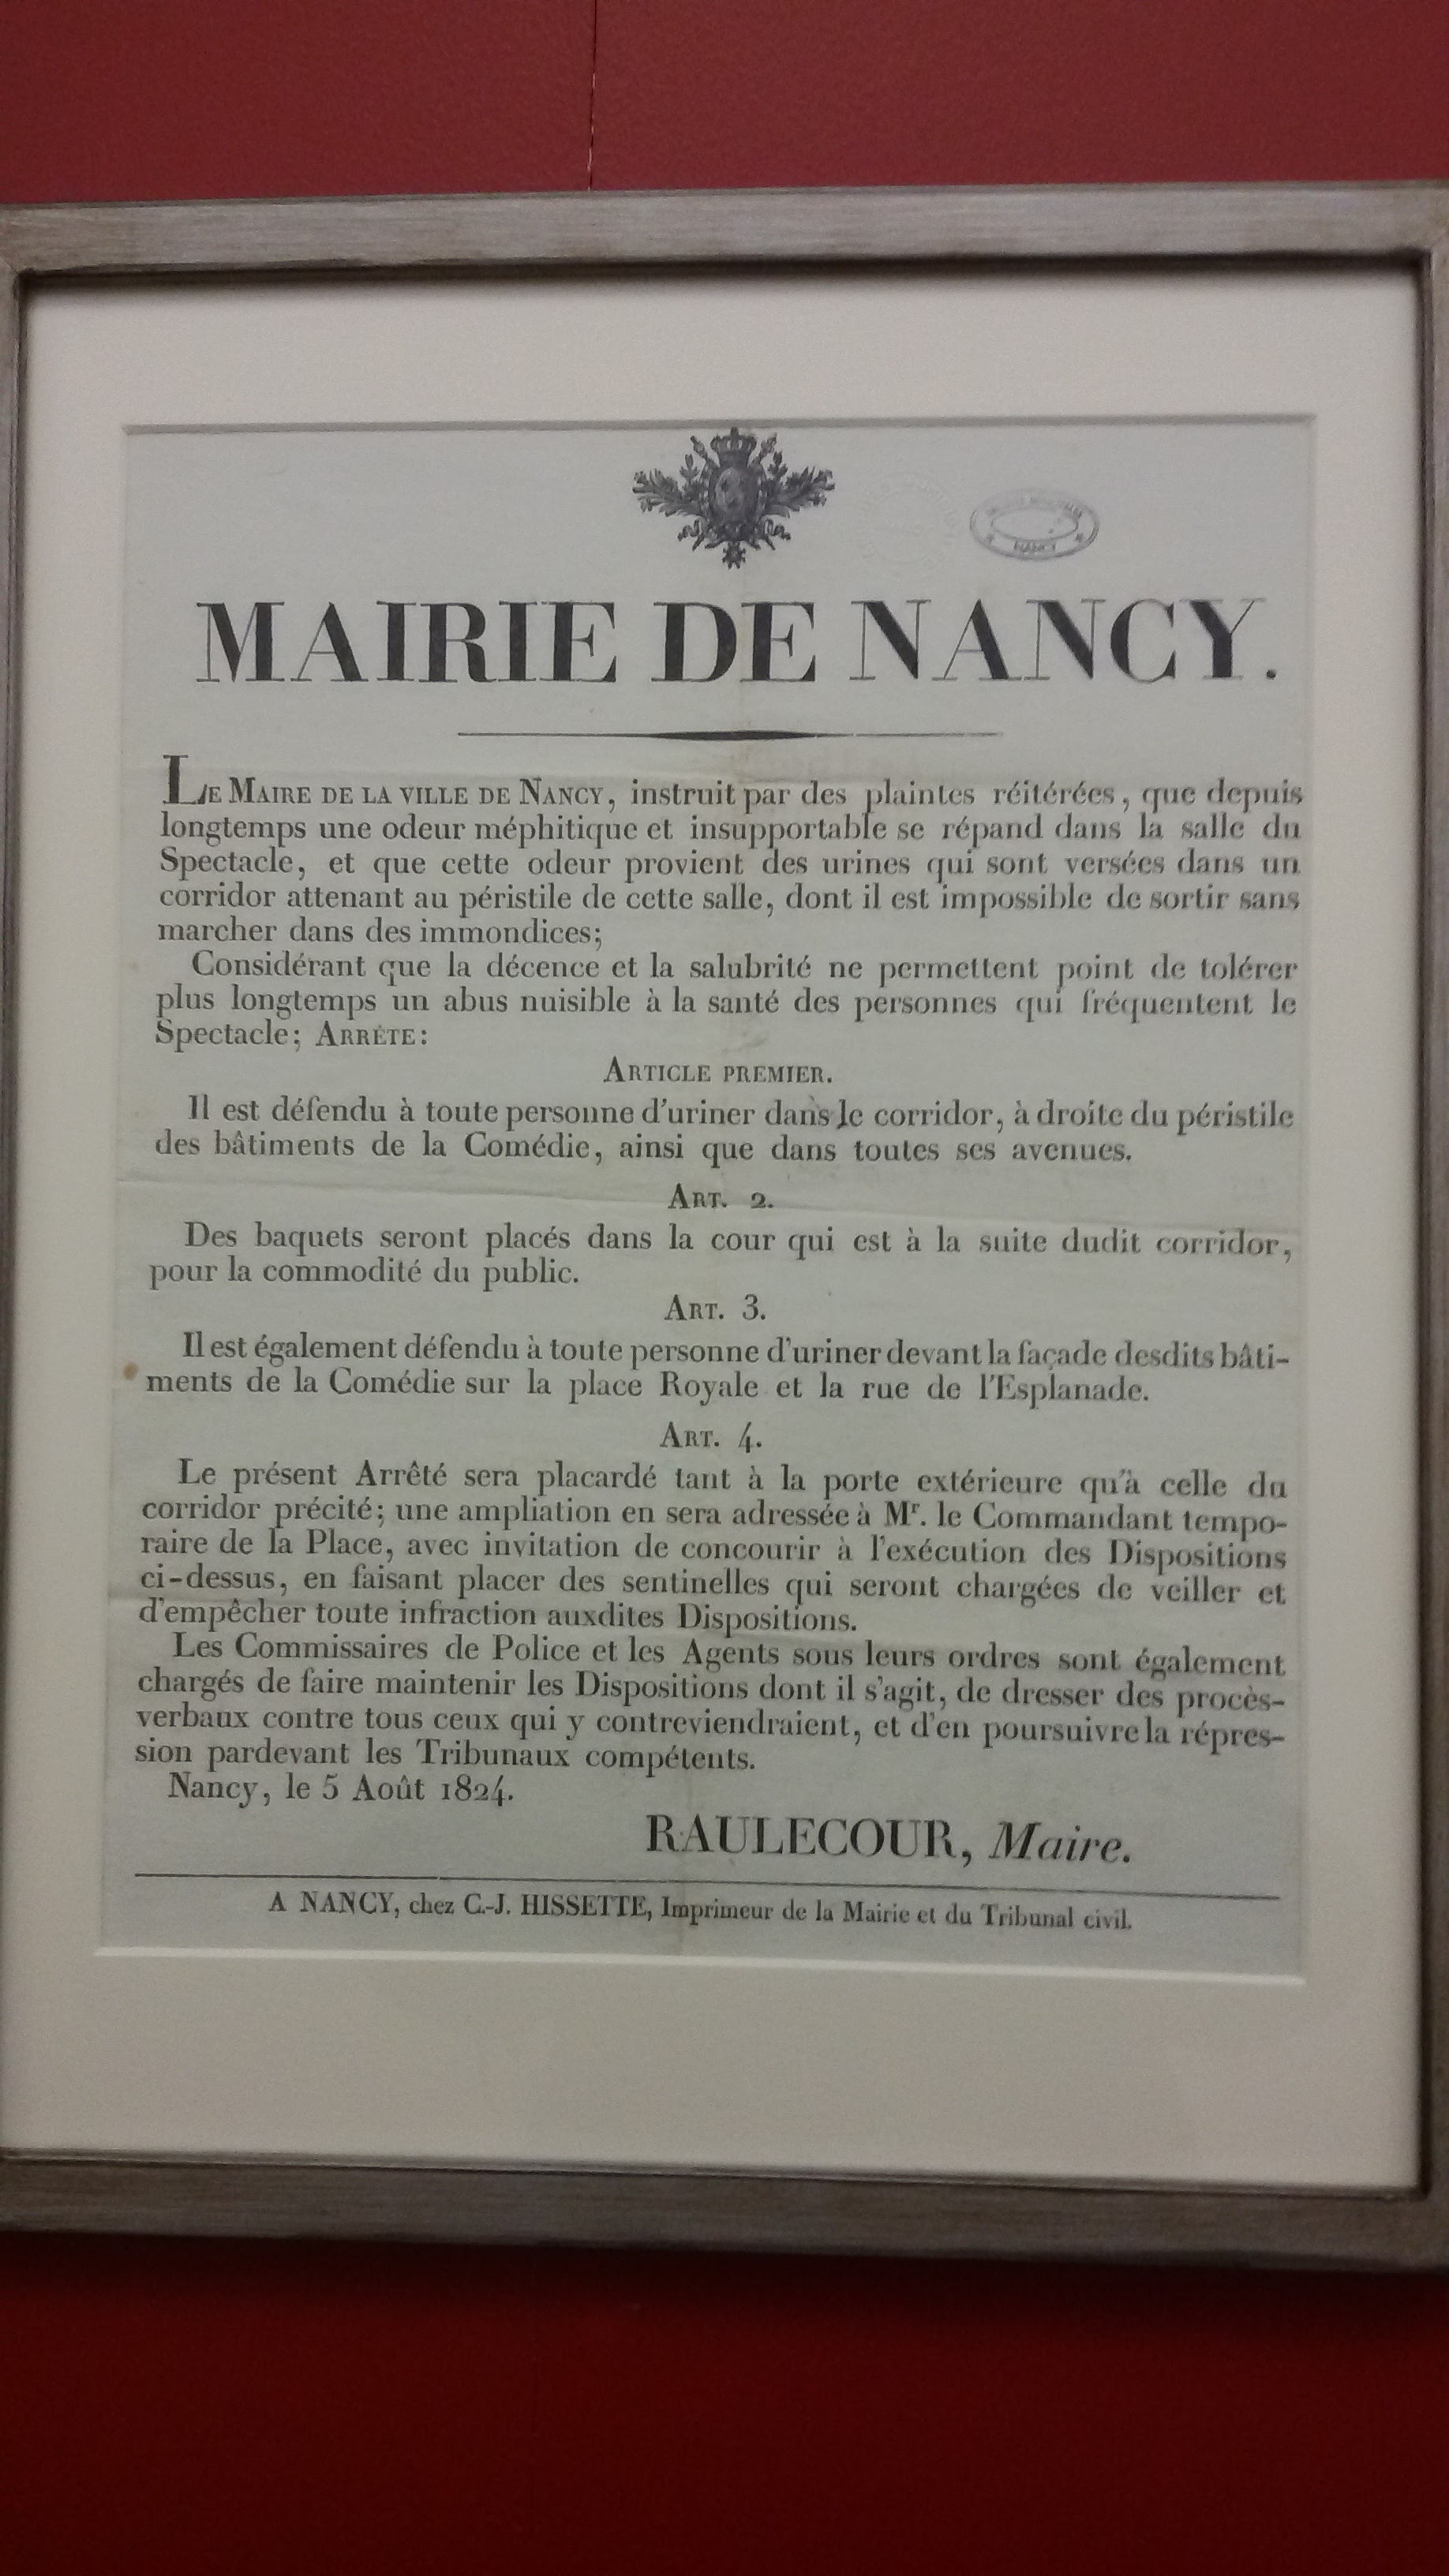 NANCY
MAIRIE DE NANCY.
LE MAIRE DE LA VILLE DE NANCY, instruit par des plaintes réitérées, que depuis
longtemps une odeur méphitique et insupportable se répand dans la salle du
Spectacle, et que cette odeur provient des urines qui sont versées dans un
corridor attenant au péristile de cette salle, dont il est impossible de sortir sans
marcher dans des immondices;
Considérant que la décence et la salubrité ne permettent point de tolérer
plus longtemps un abus nuisible à la santé des personnes qui fréquentent le
Spectacle; ARRÊTE:
ARTICLE PREMIER.
Il est défendu à toute personne d'uriner dans le corridor, à droite du péristile
des bâtiments de la Comédie, ainsi que dans toutes ses avenues.
ART. 2.
Des baquets seront placés dans la cour qui est à la suite dudit corridor,
pour la commodité du public.
ART. 3.
Il est également défendu à toute personne d'uriner devant la façade desdits bâti-
ments de la Comédie sur la place Royale et la rue de l'Esplanade.
ART. 4.
Le présent Arrêté sera placardé tant à la porte extérieure qu'à celle du
corridor précité; une ampliation en sera adressée à Mr. le Commandant tempo-
raire de la Place, avec invitation de concourir à l'exécution des Dispositions
ci-dessus, en faisant placer des sentinelles qui seront chargées de veiller et
d'empêcher toute infraction auxdites Dispositions.
Les Commissaires de Police et les Agents sous leurs ordres sont également
chargés de faire maintenir les Dispositions dont il s'agit, de dresser des procès-
verbaux contre tous ceux qui y contreviendraient, et d'en poursuivre la répres-
sion pardevant les Tribunaux compétents.
Nancy, le 5 Août 1824.
RAULECOUR, Maire.
A NANCY, chez C.-J. HISSETTE, Imprimeur de la Mairie et du Tribunal civil.